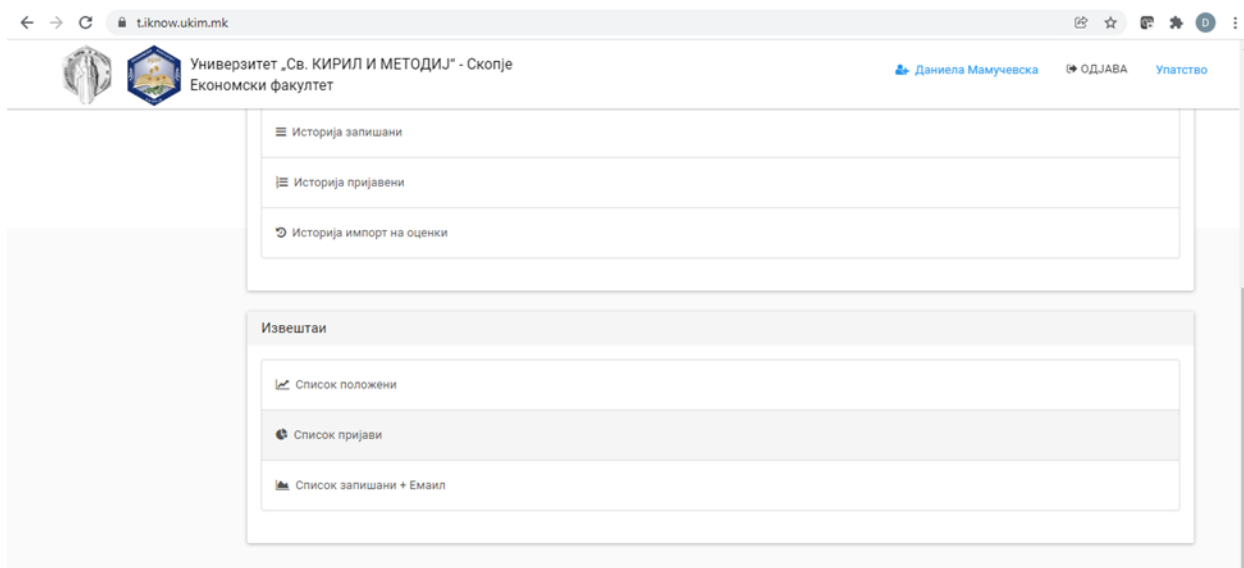 t.iknow.ukim.mk
D
Универзитет „Св. КИРИЛ И МЕТОДИЈ“ - Скопје
Економски факултет
Даниела Мамучевска
ОДЈАВА
Упатство
Историја запишани
Историја пријавени
Историја импорт на оценки
Извештаи
Список положени
Список пријави
Список запишани + Емаил